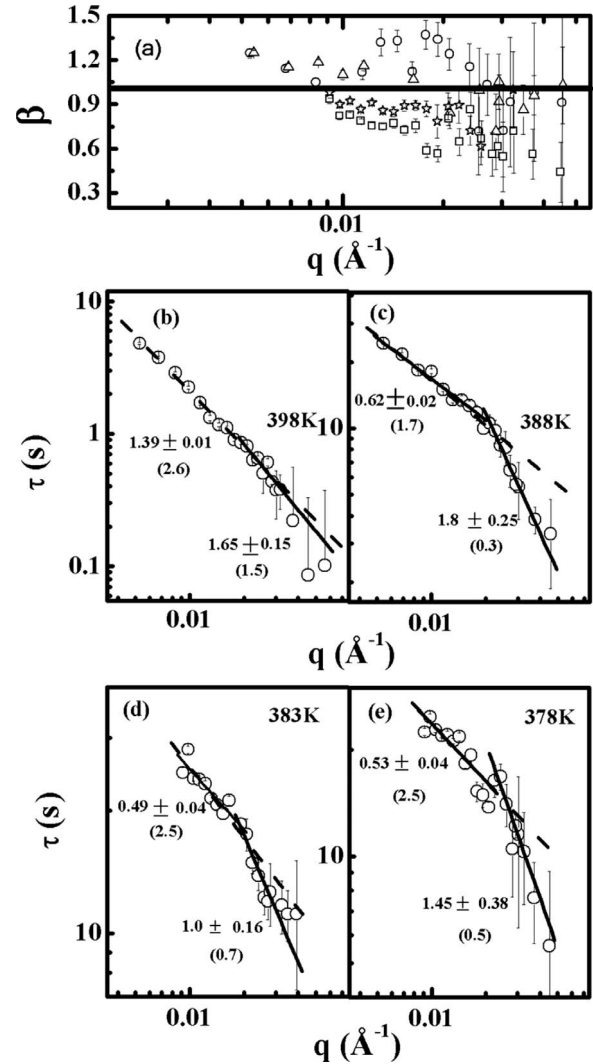 (a)
1.5
1.2
0.9
0.6
0.3
β
0.01
q (Å⁻¹)
(b)
(c)
10
1
0.1
τ (s)
398K
388K
1.39 ± 0.01
(2.6)
1.65 ± 0.15
(1.5)
0.62 ± 0.02
(1.7)
10
1.8 ± 0.25
(0.3)
0.01
0.01
q (Å⁻¹)
q (Å⁻¹)
(d)
383K
(e)
378K
τ (s)
0.49 ± 0.04
(2.5)
0.53 ± 0.04
(2.5)
10
1.0 ± 0.16
(0.7)
10
1.45 ± 0.38
(0.5)
0.01
0.01
q (Å⁻¹)
q (Å⁻¹)